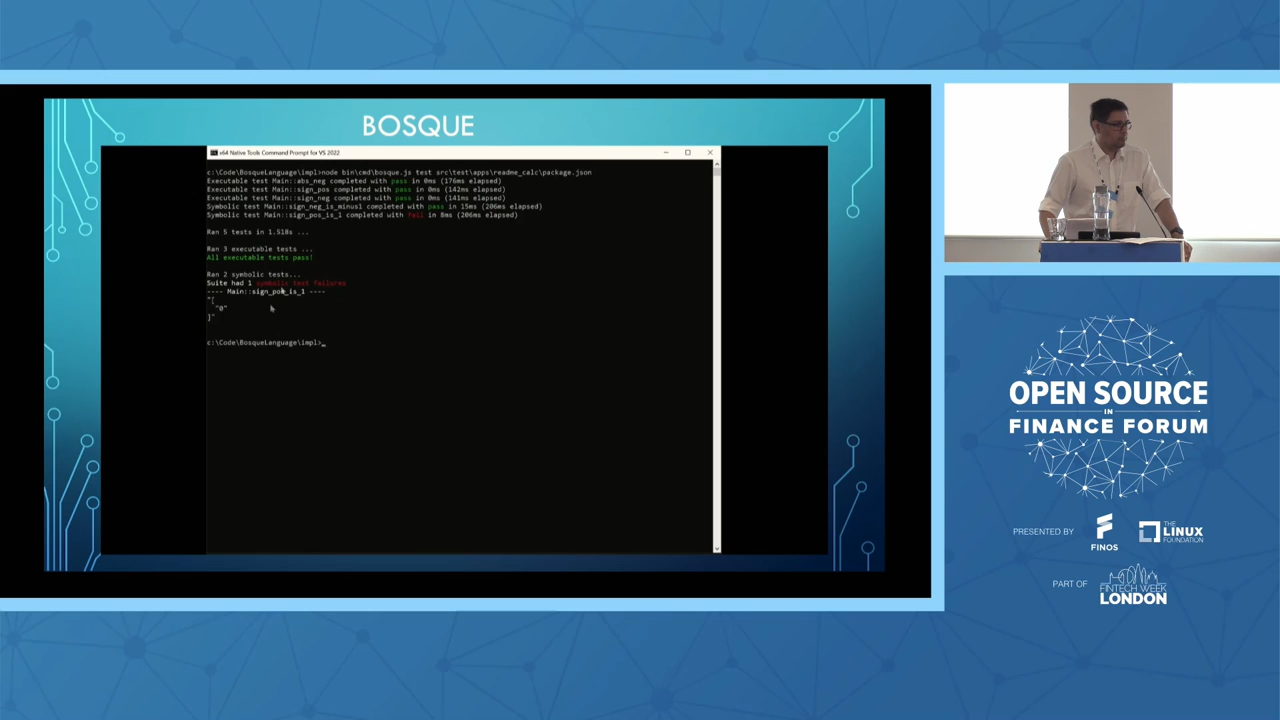 BOSQUE
x64 Native Tools Command Prompt for VS 2022
c:\Code\BosqueLanguage\impl>node bin\cmd\bosque.js test src\test\apps\readme_calc\package.json
Executable test Main::abs_neg completed with pass in 0ms (176ms elapsed)
Executable test Main::sign_pos completed with pass in 0ms (142ms elapsed)
Executable test Main::sign_neg completed with pass in 0ms (141ms elapsed)
Symbolic test Main::sign_neg_is_minus1 completed with pass in 15ms (206ms elapsed)
Symbolic test Main::sign_pos_is_1 completed with fail in 8ms (206ms elapsed)
Ran 5 tests in 1.518s ...
Ran 3 executable tests ...
All executable tests pass!
Ran 2 symbolic tests...
Suite had 1 symbolic test failures
---- Main::sign_pos_is_1 ----
"[
"0"
]"
c:\Code\BosqueLanguage\impl>_
OPEN SOURCE
IN
FINANCE FORUM
PRESENTED BY
FINOS
THE
LINUX
FOUNDATION
PART OF
FINTECH WEEK
LONDON